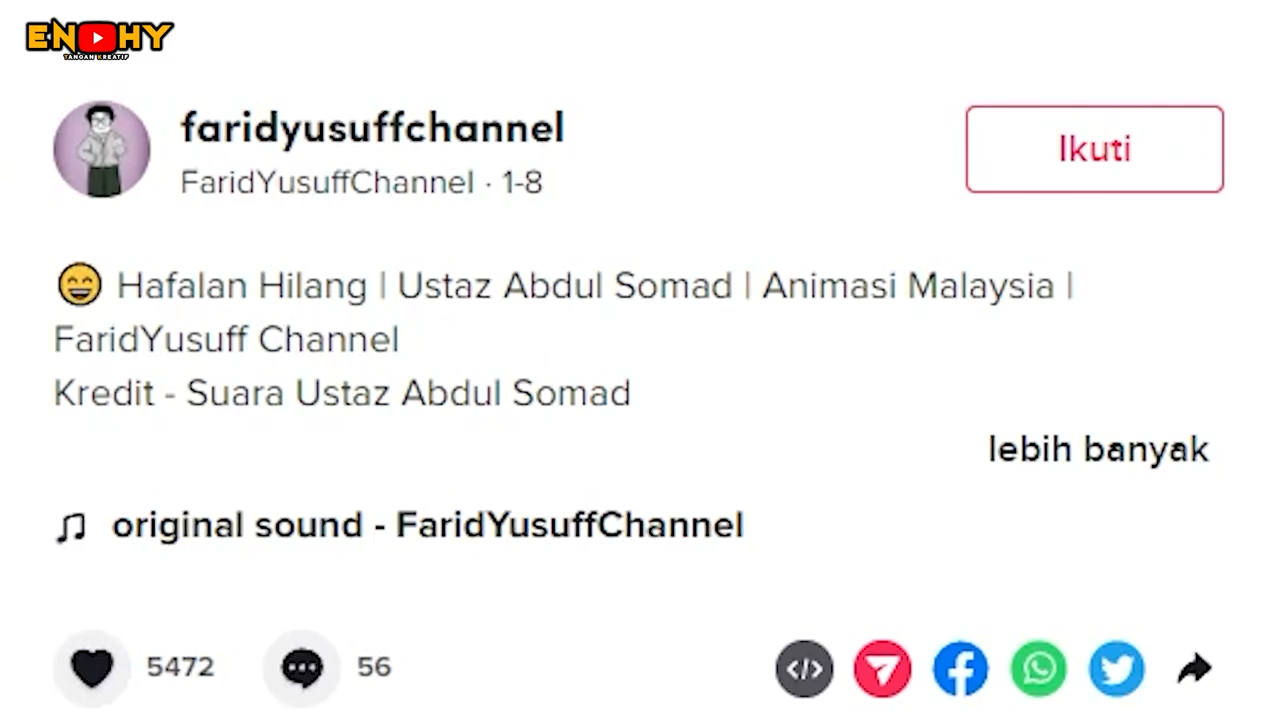 ENOHY
TANGAN KREATIF
faridyusuffchannel
Ikuti
FaridYusuffChannel · 1-8
😄 Hafalan Hilang | Ustaz Abdul Somad | Animasi Malaysia |
FaridYusuff Channel
Kredit - Suara Ustaz Abdul Somad
lebih banyak
original sound - FaridYusuffChannel
5472
56